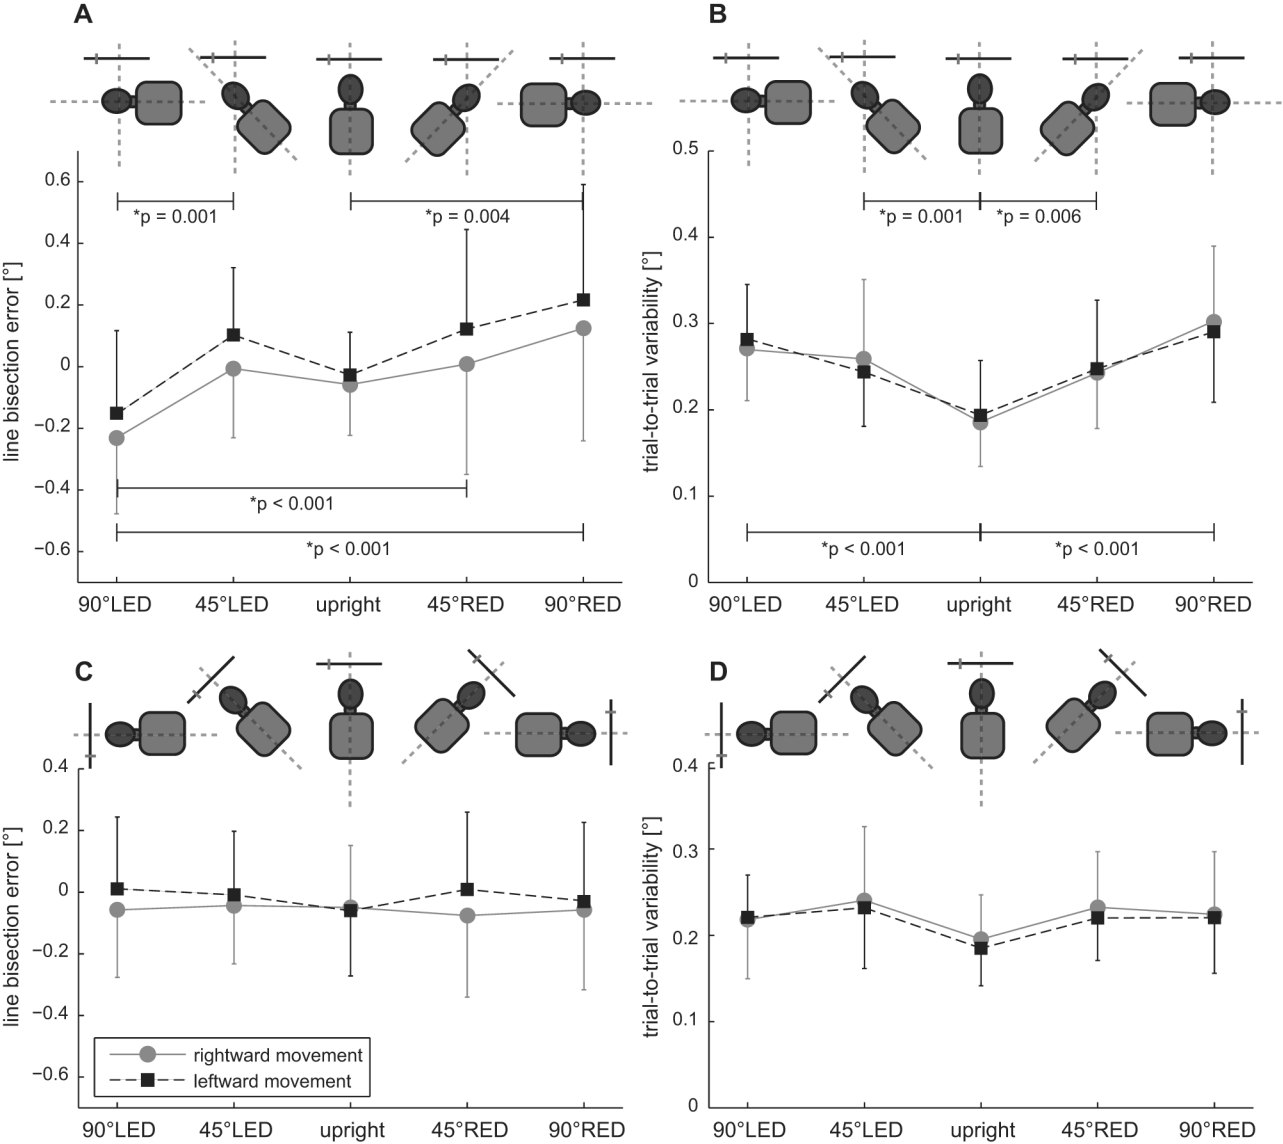 A
0.6
0.4
0.2
0
−0.2
−0.4
−0.6
line bisection error [°]
*p = 0.001
*p = 0.004
*p < 0.001
*p < 0.001
90°LED 45°LED upright 45°RED 90°RED
B
0.5
0.4
0.3
0.2
0.1
0
trial-to-trial variability [°]
*p = 0.001 *p = 0.006
*p < 0.001 *p < 0.001
90°LED 45°LED upright 45°RED 90°RED
C
0.4
0.2
0
−0.2
−0.4
−0.6
line bisection error [°]
rightward movement
leftward movement
90°LED 45°LED upright 45°RED 90°RED
D
0.4
0.3
0.2
0.1
0
trial-to-trial variability [°]
90°LED 45°LED upright 45°RED 90°RED